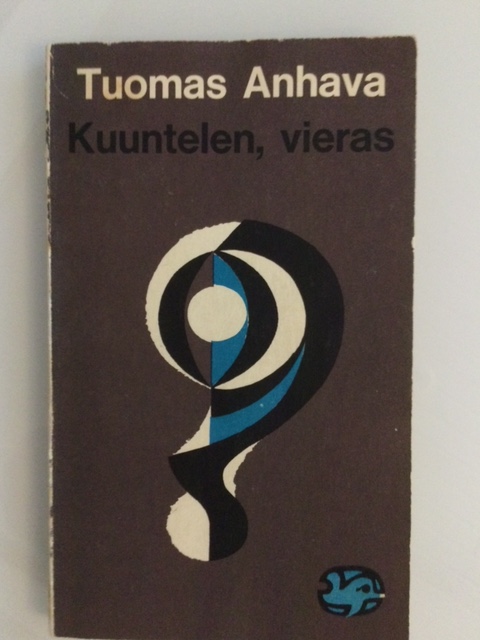 Tuomas Anhava
Kuuntelen, vieras